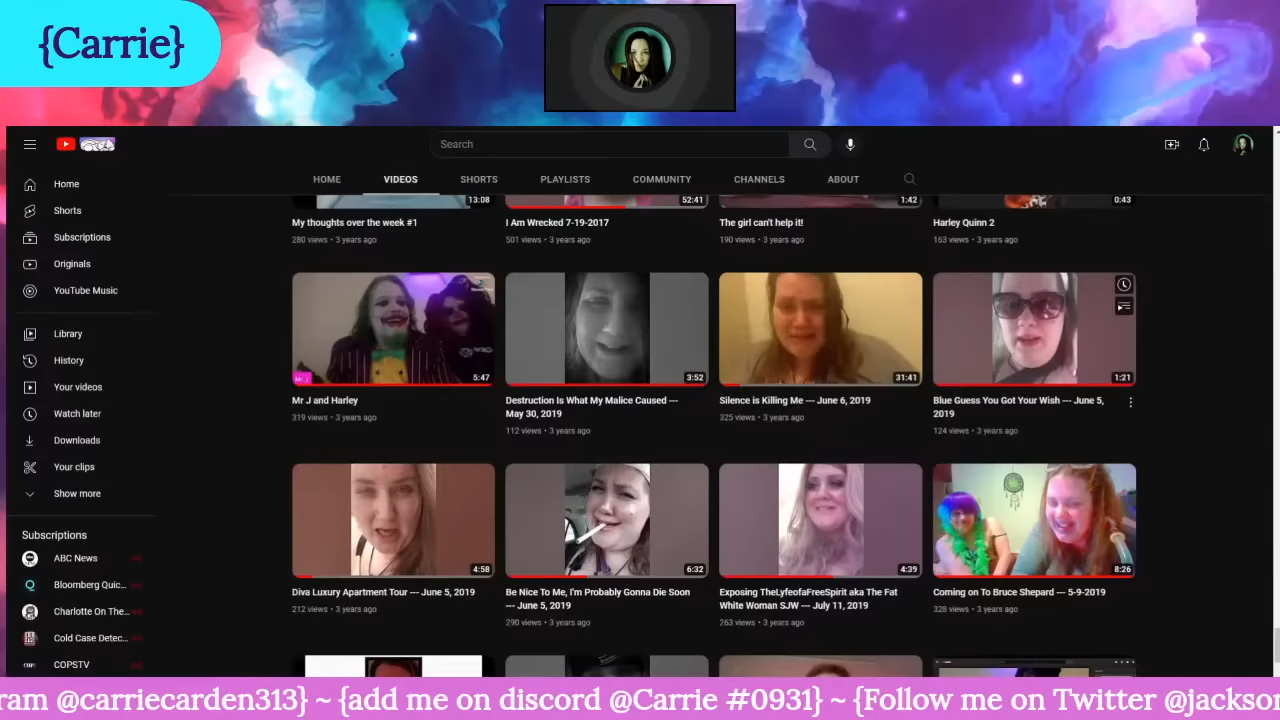 {Carrie}
Search
HOME VIDEOS SHORTS PLAYLISTS COMMUNITY CHANNELS ABOUT
Home
Shorts
Subscriptions
Originals
YouTube Music
Library
History
Your videos
Watch later
Downloads
Your clips
Show more
Subscriptions
ABC News
Bloomberg Quic...
Charlotte On The...
Cold Case Detec...
COPSTV
13:08
52:41
1:42
0:43
My thoughts over the week #1
280 views • 3 years ago
I Am Wrecked 7-19-2017
501 views • 3 years ago
The girl can't help it!
190 views • 3 years ago
Harley Quinn 2
163 views • 3 years ago
Mr J
5:47
Mr J and Harley
319 views • 3 years ago
3:52
Destruction Is What My Malice Caused ---
May 30, 2019
112 views • 3 years ago
31:41
Silence is Killing Me --- June 6, 2019
325 views • 3 years ago
1:21
Blue Guess You Got Your Wish --- June 5,
2019
124 views • 3 years ago
4:58
Diva Luxury Apartment Tour --- June 5, 2019
212 views • 3 years ago
6:32
Be Nice To Me, I'm Probably Gonna Die Soon
--- June 5, 2019
290 views • 3 years ago
4:39
Exposing TheLyfeofaFreeSpirit aka The Fat
White Woman SJW --- July 11, 2019
263 views • 3 years ago
8:26
Coming on To Bruce Shepard --- 5-9-2019
328 views • 3 years ago
ram @carriecarden313} ~ {add me on discord @Carrie #0931} ~ {Follow me on Twitter @jackson